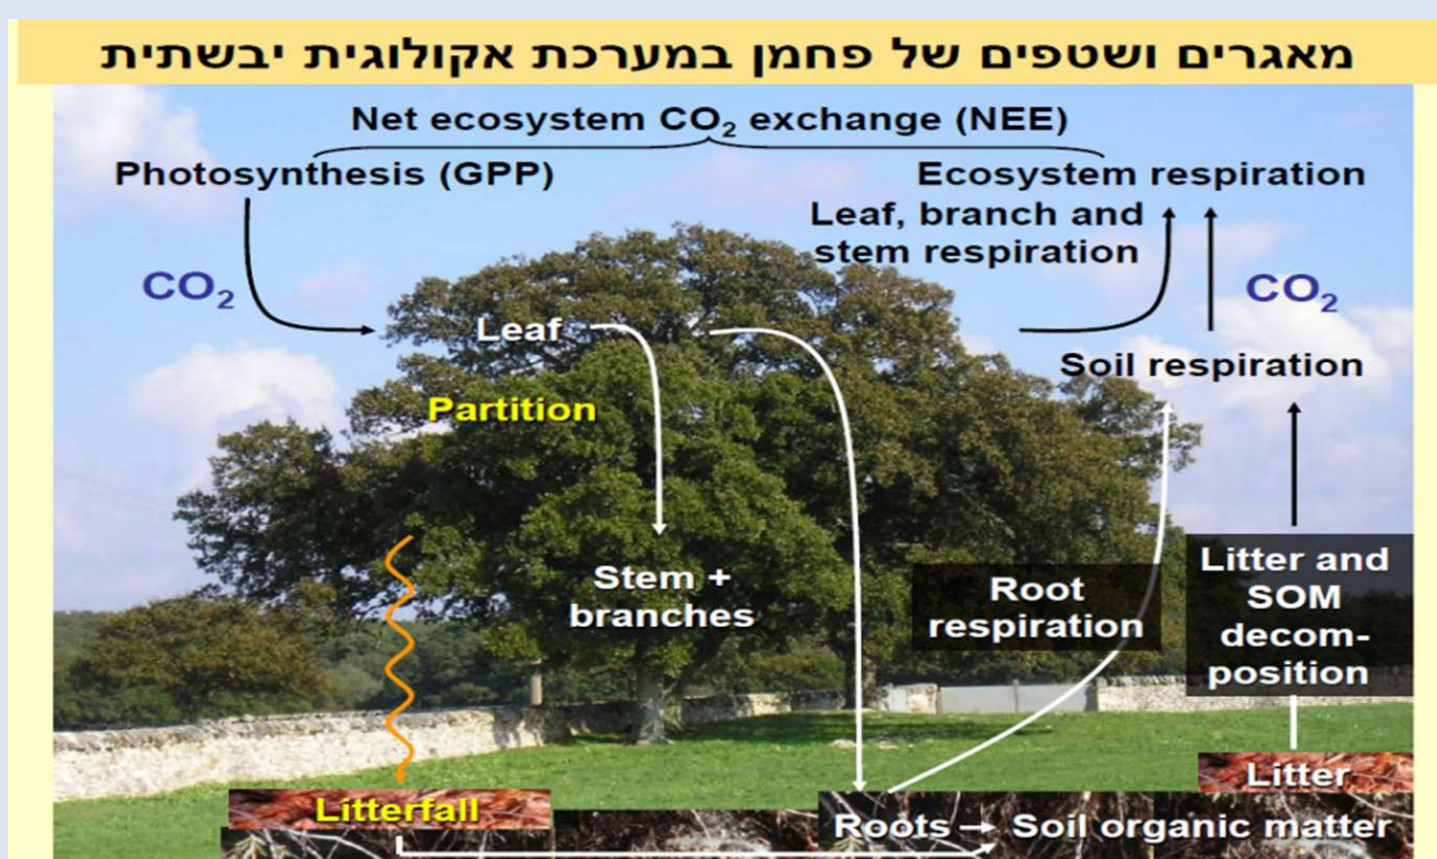 מאגרים ושטפים של פחמן במערכת אקולוגית יבשתית
Net ecosystem CO₂ exchange (NEE)
Photosynthesis (GPP)
Ecosystem respiration
Leaf, branch and
stem respiration
CO₂
CO₂
Leaf
Soil respiration
Partition
Stem +
branches
Root
respiration
Litter and
SOM
decom-
position
Litter
Litterfall
Roots → Soil organic matter